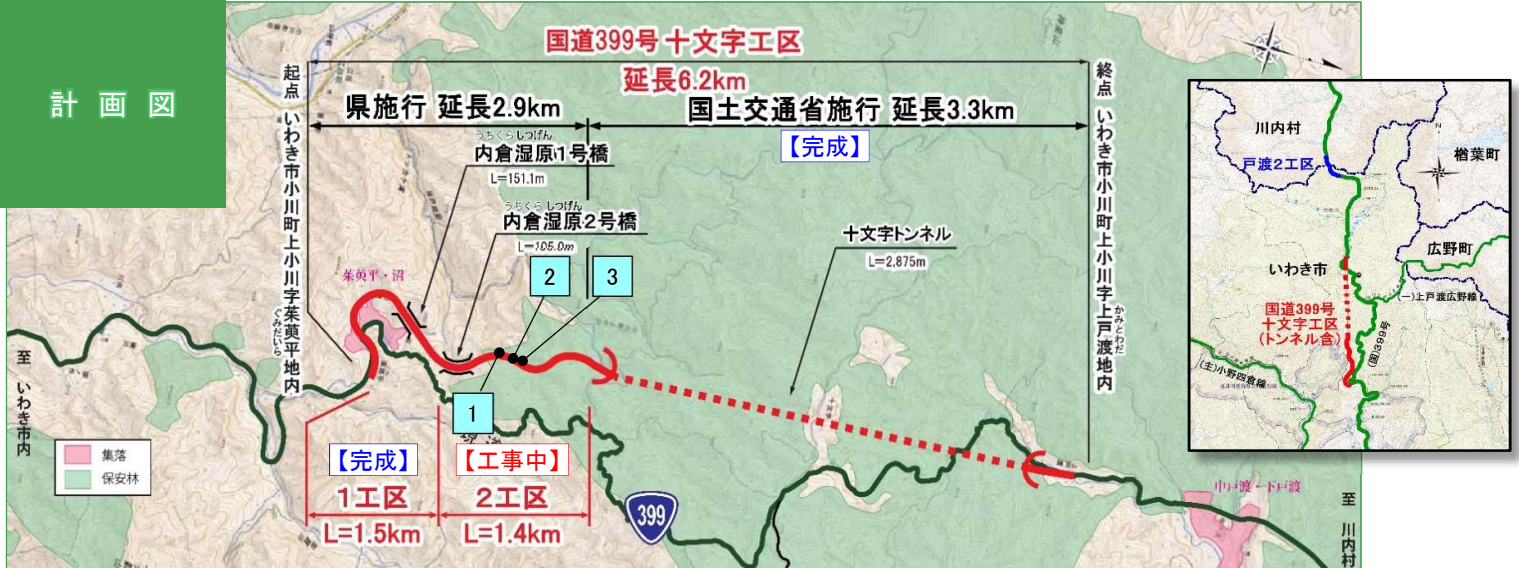 計画図
国道399号 十文字工区
延長6.2km
県施行 延長2.9km
国土交通省施行 延長3.3km
【完成】
起点 いわき市小川町上小川字茱萸平地内
ぐみだいら
終点 いわき市小川町上小川字上戸渡地内
かみとわだ
うちくらしつげん
内倉湿原1号橋
L=151.1m
うちくらしつげん
内倉湿原2号橋
L=105.0m
十文字トンネル
L=2,875m
茱萸平・沼
1
2
3
至 いわき市内
集落
保安林
【完成】
1工区
L=1.5km
【工事中】
2工区
L=1.4km
399
中戸渡・下戸渡
至 川内村
川内村
戸渡2工区
楢葉町
広野町
いわき市
(一)上戸渡広野線
国道399号
十文字工区
(トンネル含)
(国)399号
(主)小野四倉線